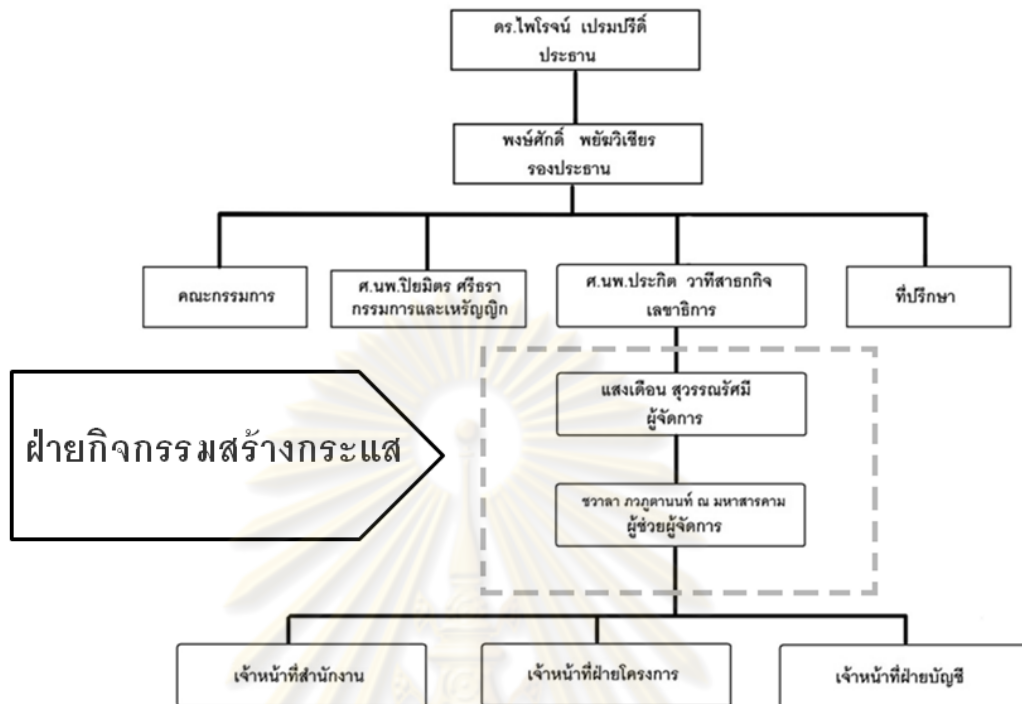 ดร.ไพโรจน์ เปรมปรีดิ์
ประธาน
พงษ์ศักดิ์ พยัฆวิเชียร
รองประธาน
คณะกรรมการ
ศ.นพ.ปิยมิตร ศรีธรา
กรรมการและเหรัญญิก
ศ.นพ.ประกิต วาทีสาธกกิจ
เลขาธิการ
ที่ปรึกษา
แสงเดือน สุวรรณรัศมี
ผู้จัดการ
ฝ่ายกิจกรรมสร้างกระแส
ชวาลา ภวภูตานนท์ ณ มหาสารคาม
ผู้ช่วยผู้จัดการ
เจ้าหน้าที่สำนักงาน
เจ้าหน้าที่ฝ่ายโครงการ
เจ้าหน้าที่ฝ่ายบัญชี